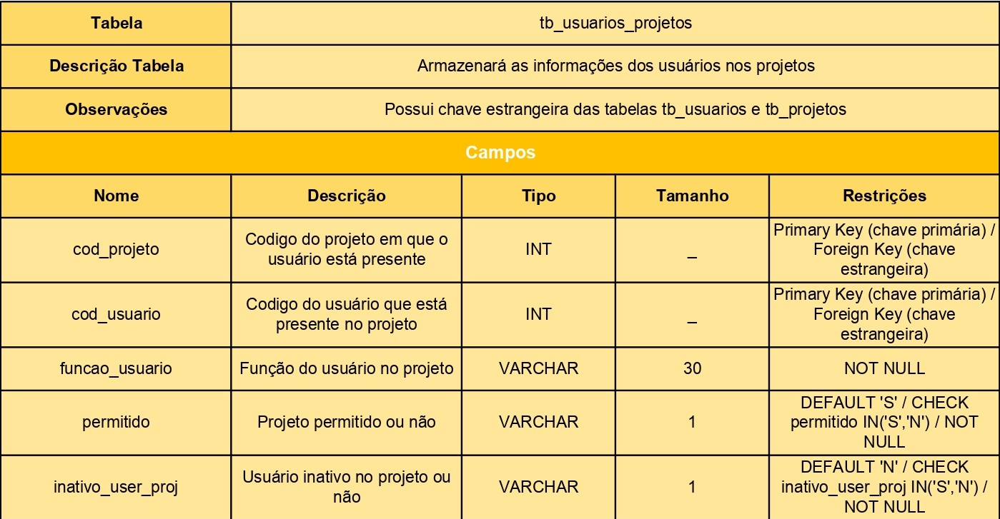 Tabela
tb_usuarios_projetos
Descrição Tabela
Armazenará as informações dos usuários nos projetos
Observações
Possui chave estrangeira das tabelas tb_usuarios e tb_projetos
Campos
Nome
Descrição
Tipo
Tamanho
Restrições
cod_projeto
Codigo do projeto em que o
usuário está presente
INT
_
Primary Key (chave primária) /
Foreign Key (chave
estrangeira)
cod_usuario
Codigo do usuário que está
presente no projeto
INT
_
Primary Key (chave primária) /
Foreign Key (chave
estrangeira)
funcao_usuario
Função do usuário no projeto
VARCHAR
30
NOT NULL
permitido
Projeto permitido ou não
VARCHAR
1
DEFAULT 'S' / CHECK
permitido IN('S','N') / NOT
NULL
inativo_user_proj
Usuário inativo no projeto ou
não
VARCHAR
1
DEFAULT 'N' / CHECK
inativo_user_proj IN('S','N') /
NOT NULL